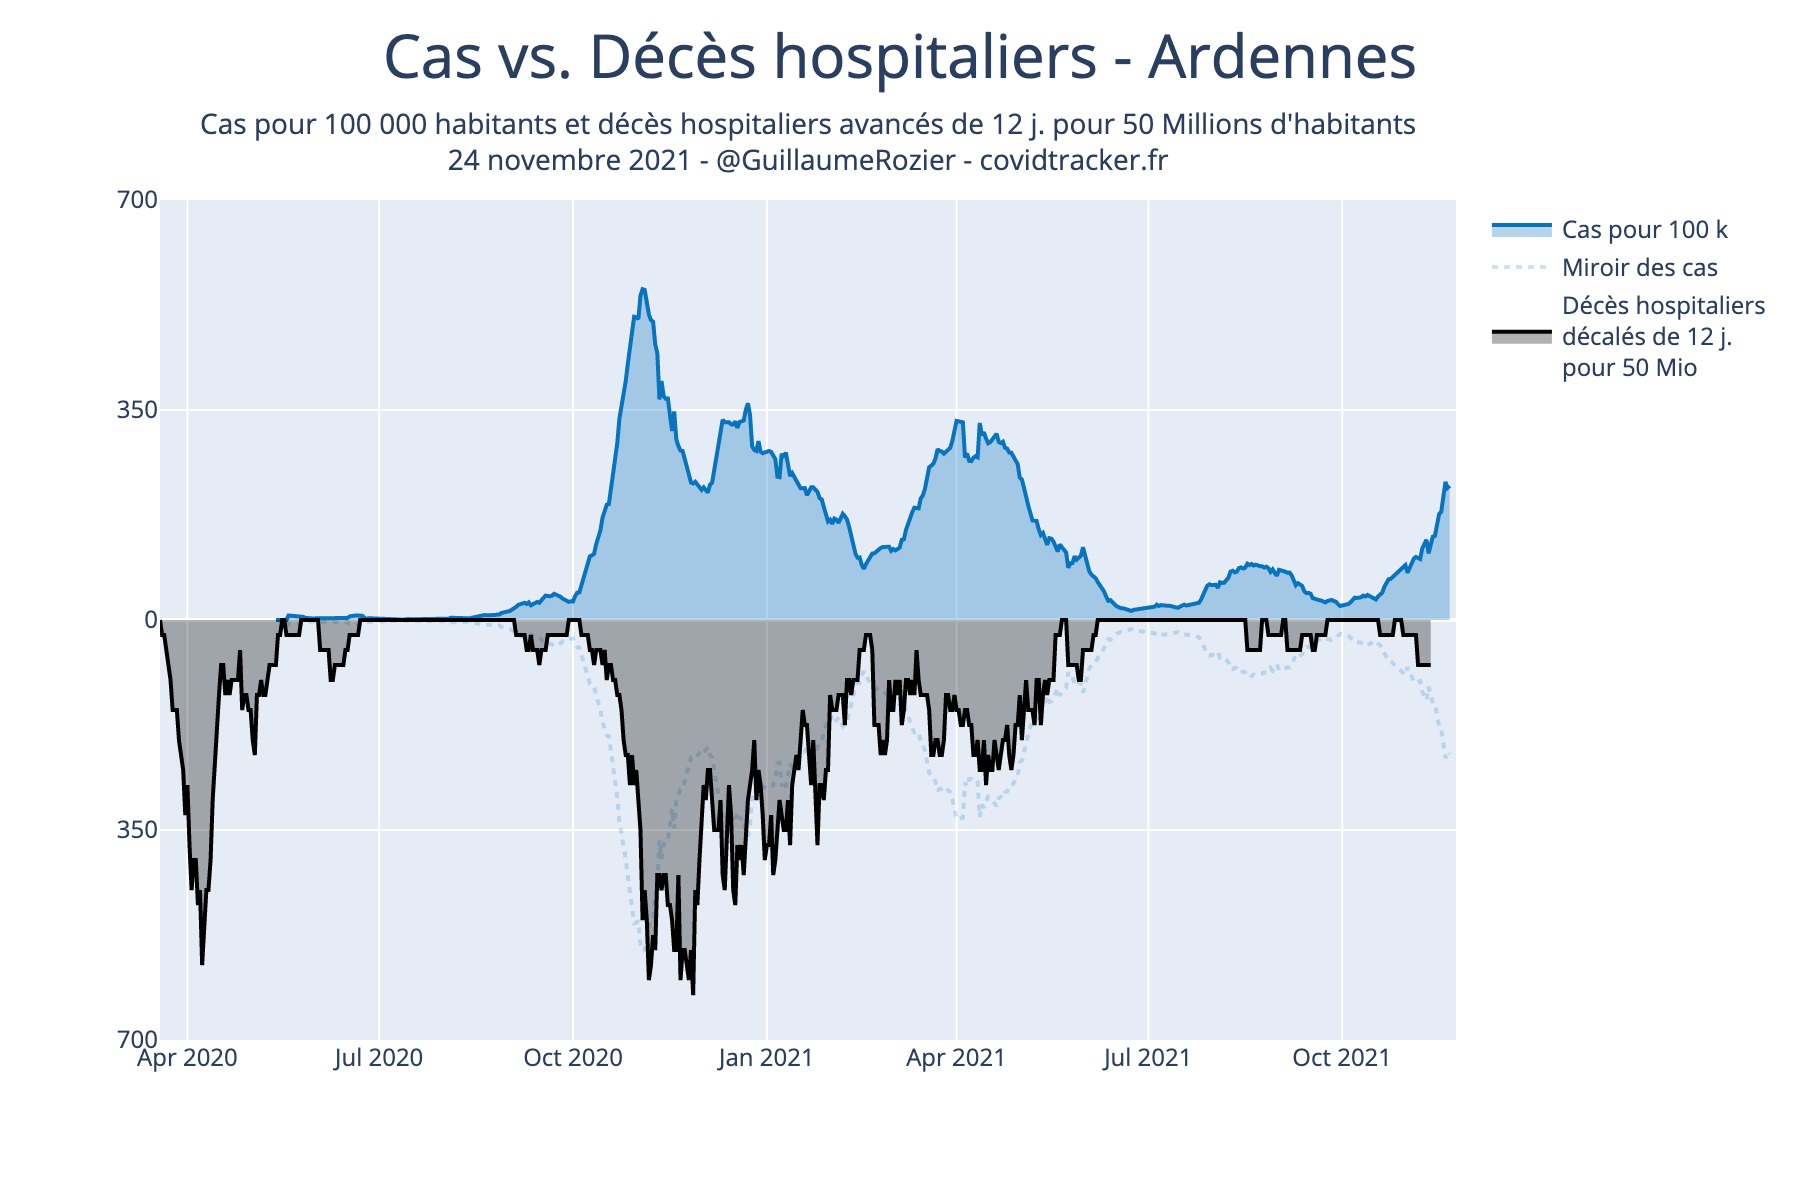 Cas vs. Décès hospitaliers - Ardennes
Cas pour 100 000 habitants et décès hospitaliers avancés de 12 j. pour 50 Millions d'habitants
24 novembre 2021 - @GuillaumeRozier - covidtracker.fr
700
350
0
350
700
Apr 2020
Jul 2020
Oct 2020
Jan 2021
Apr 2021
Jul 2021
Oct 2021
Cas pour 100 k
Miroir des cas
Décès hospitaliers
décalés de 12 j.
pour 50 Mio